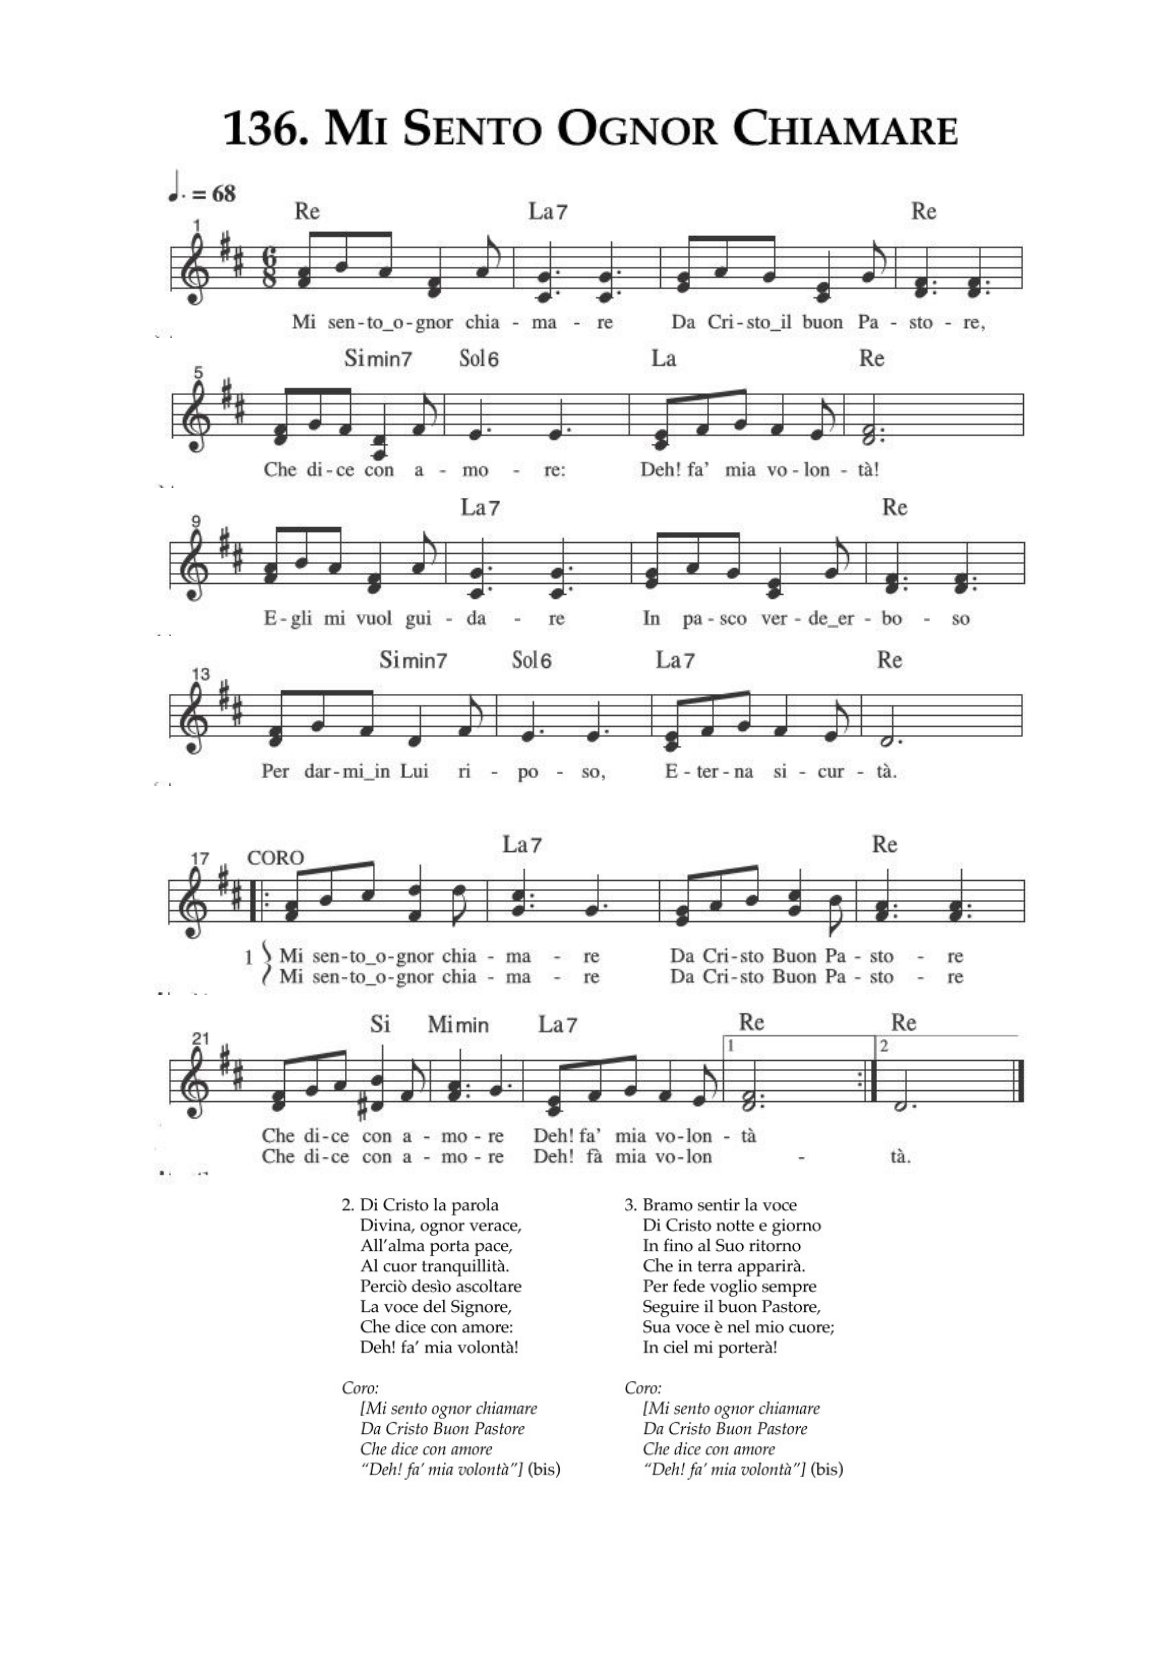 136. Mi Sento Ognor Chiamare
= 68
Re La7 Re
1
6
8
Mi sen-to_o-gnor chia - ma - re Da Cri-sto_il buon Pa - sto - re,
Simin7 Sol6 La Re
5
Che di-ce con a - mo - re: Deh! fa' mia vo-lon - tà!
La7 Re
9
E-gli mi vuol gui - da - re In pa-sco ver-de_er - bo - so
Simin7 Sol6 La7 Re
13
Per dar-mi_in Lui ri - po - so, E-ter-na si - cur - tà.
La7 Re
17 CORO
1 Mi sen-to_o-gnor chia - ma - re Da Cri-sto Buon Pa - sto - re
Mi sen-to_o-gnor chia - ma - re Da Cri-sto Buon Pa - sto - re
Si Mimin La7 Re Re
21 1 2
Che di-ce con a - mo - re Deh! fa' mia vo-lon - tà
Che di-ce con a - mo - re Deh! fà mia vo-lon - tà.
2. Di Cristo la parola
Divina, ognor verace,
All'alma porta pace,
Al cuor tranquillità.
Perciò desìo ascoltare
La voce del Signore,
Che dice con amore:
Deh! fa' mia volontà!
Coro:
[Mi sento ognor chiamare
Da Cristo Buon Pastore
Che dice con amore
“Deh! fa' mia volontà”] (bis)
3. Bramo sentir la voce
Di Cristo notte e giorno
In fino al Suo ritorno
Che in terra apparirà.
Per fede voglio sempre
Seguire il buon Pastore,
Sua voce è nel mio cuore;
In ciel mi porterà!
Coro:
[Mi sento ognor chiamare
Da Cristo Buon Pastore
Che dice con amore
“Deh! fa' mia volontà”] (bis)